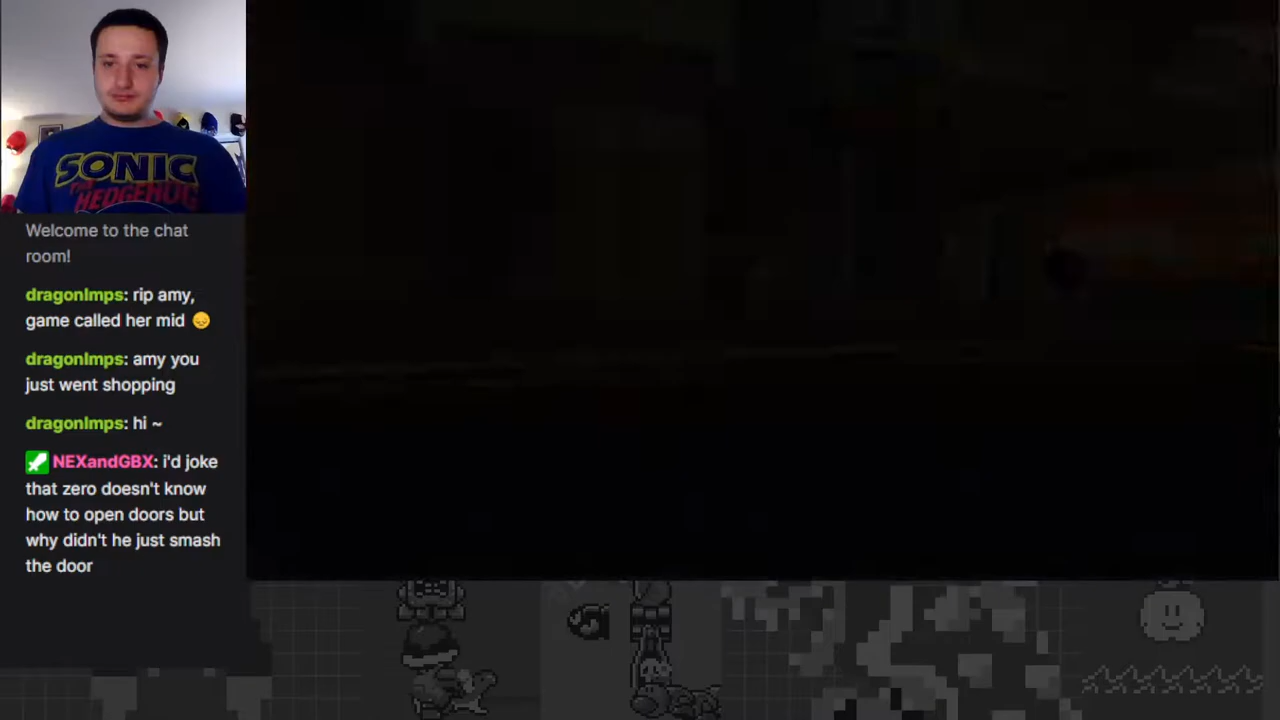 SONIC
THE
HEDGEHOG
Welcome to the chat
room!
dragonImps: rip amy,
game called her mid 😔
dragonImps: amy you
just went shopping
dragonImps: hi ~
NEXandGBX: i'd joke
that zero doesn't know
how to open doors but
why didn't he just smash
the door